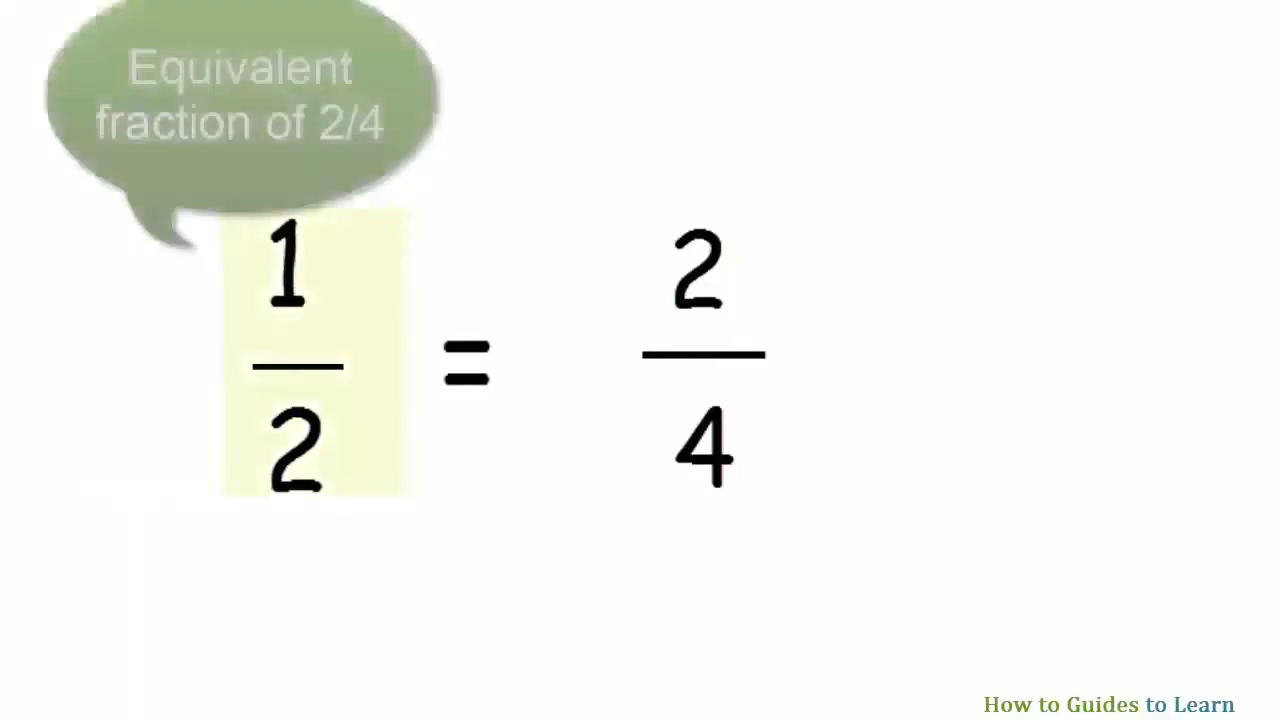 Equivalent
fraction of 2/4
1
2
=
2
4
How to Guides to Learn